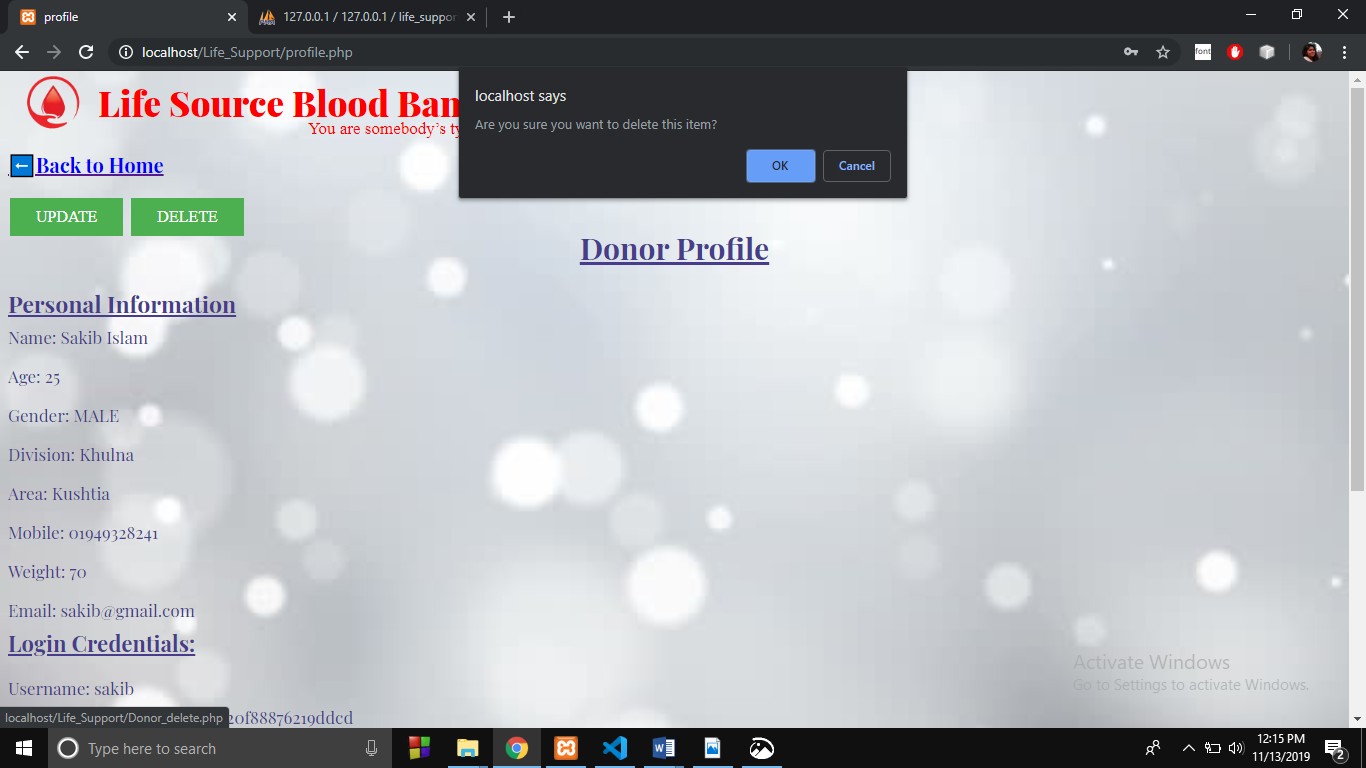 profile
127.0.0.1 / 127.0.0.1 / life_suppor
localhost/Life_Support/profile.php
font
Life Source Blood Ban
You are somebody's ty
localhost says
Are you sure you want to delete this item?
OK
Cancel
←Back to Home
UPDATE
DELETE
Donor Profile
Personal Information
Name: Sakib Islam
Age: 25
Gender: MALE
Division: Khulna
Area: Kushtia
Mobile: 01949328241
Weight: 70
Email: sakib@gmail.com
Login Credentials:
Username: sakib
20f88876219ddcd
localhost/Life_Support/Donor_delete.php
Activate Windows
Go to Settings to activate Windows.
Type here to search
12:15 PM
11/13/2019
2